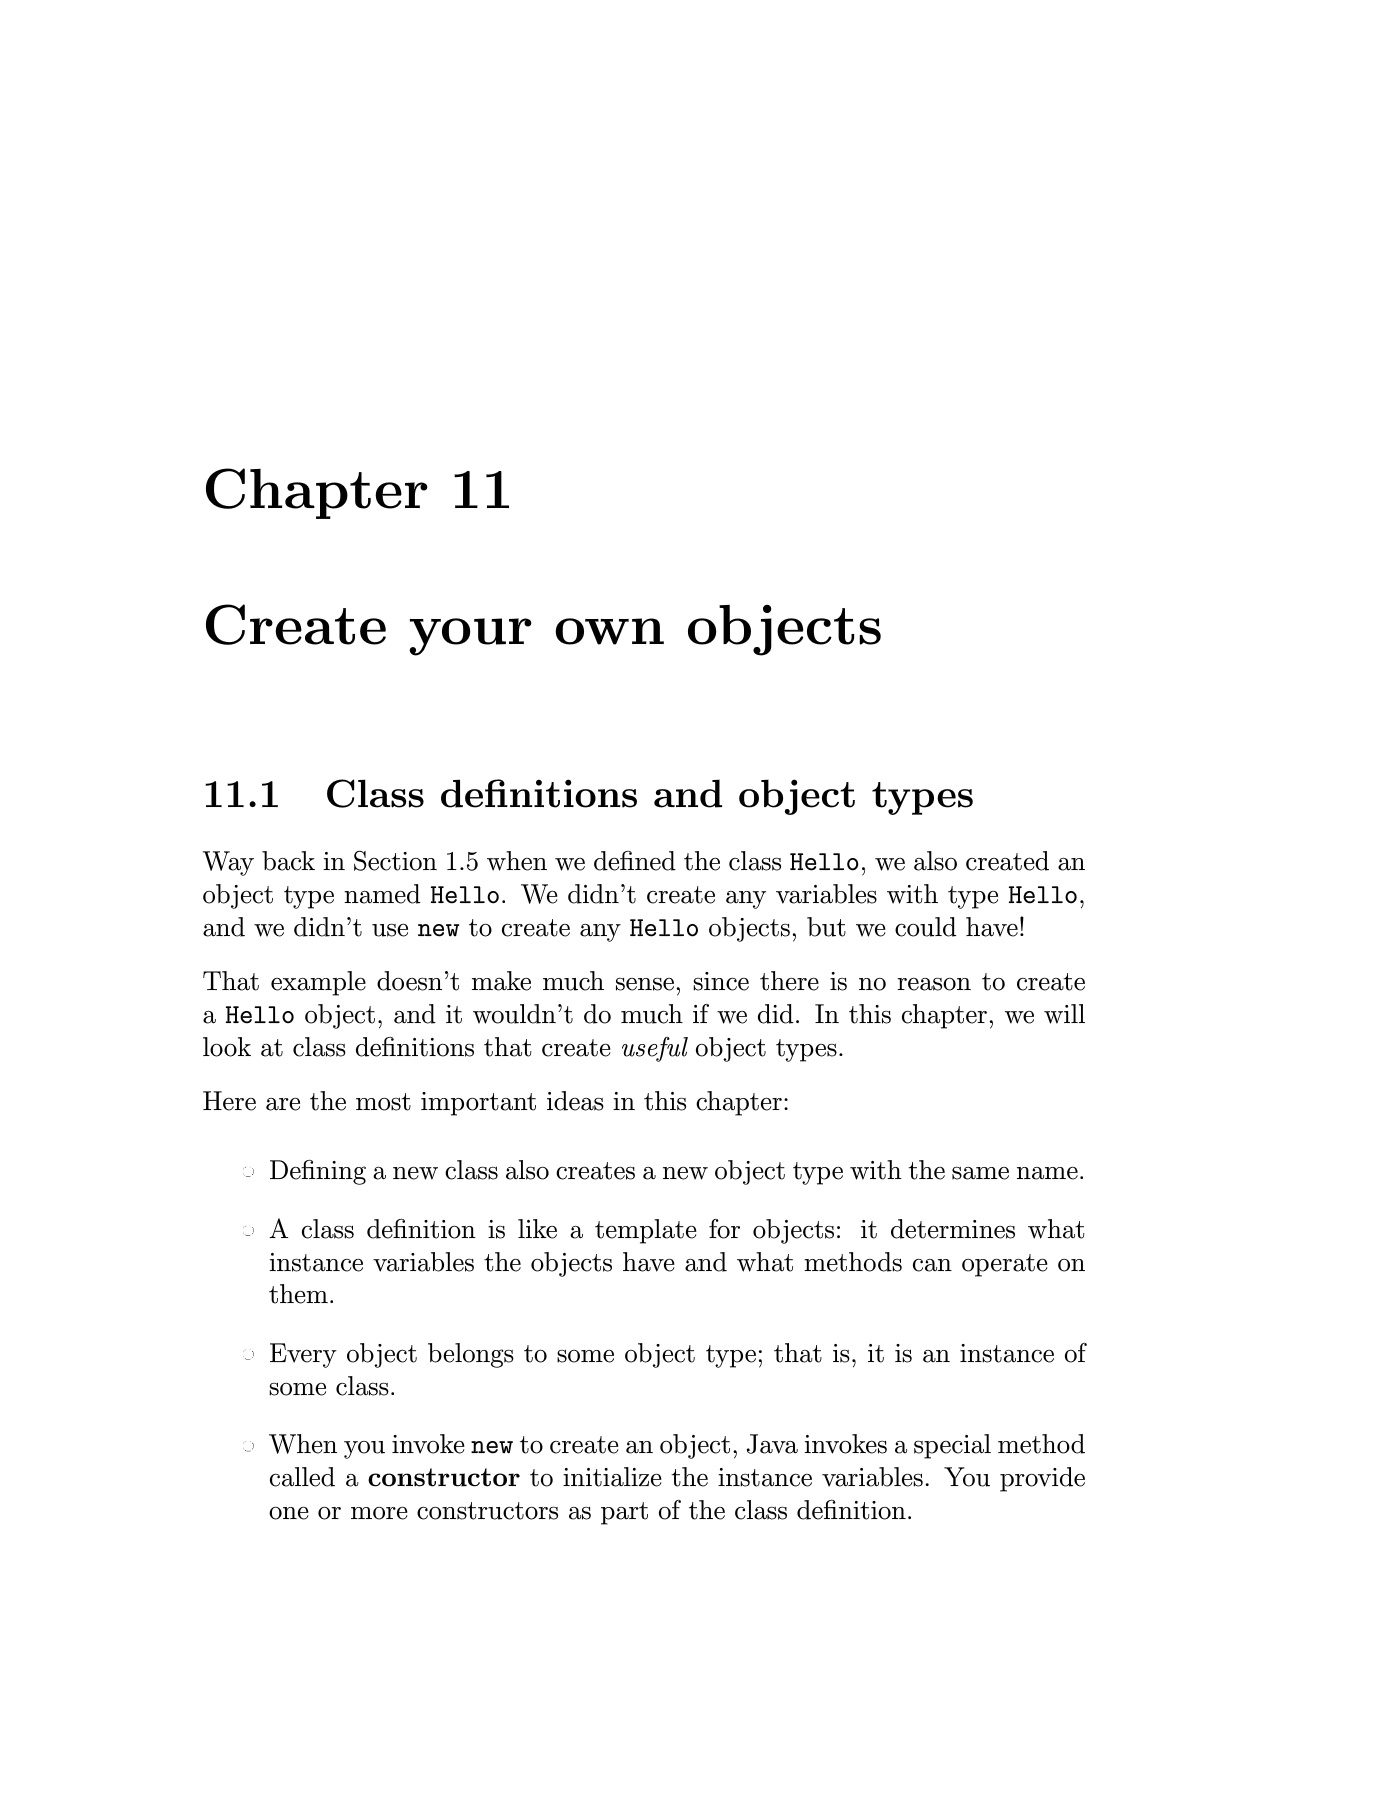 Chapter 11
Create your own objects
11.1 Class definitions and object types
Way back in Section 1.5 when we defined the class Hello, we also created an
object type named Hello. We didn't create any variables with type Hello,
and we didn't use new to create any Hello objects, but we could have!
That example doesn't make much sense, since there is no reason to create
a Hello object, and it wouldn't do much if we did. In this chapter, we will
look at class definitions that create useful object types.
Here are the most important ideas in this chapter:
○ Defining a new class also creates a new object type with the same name.
○ A class definition is like a template for objects: it determines what
instance variables the objects have and what methods can operate on
them.
○ Every object belongs to some object type; that is, it is an instance of
some class.
○ When you invoke new to create an object, Java invokes a special method
called a constructor to initialize the instance variables. You provide
one or more constructors as part of the class definition.